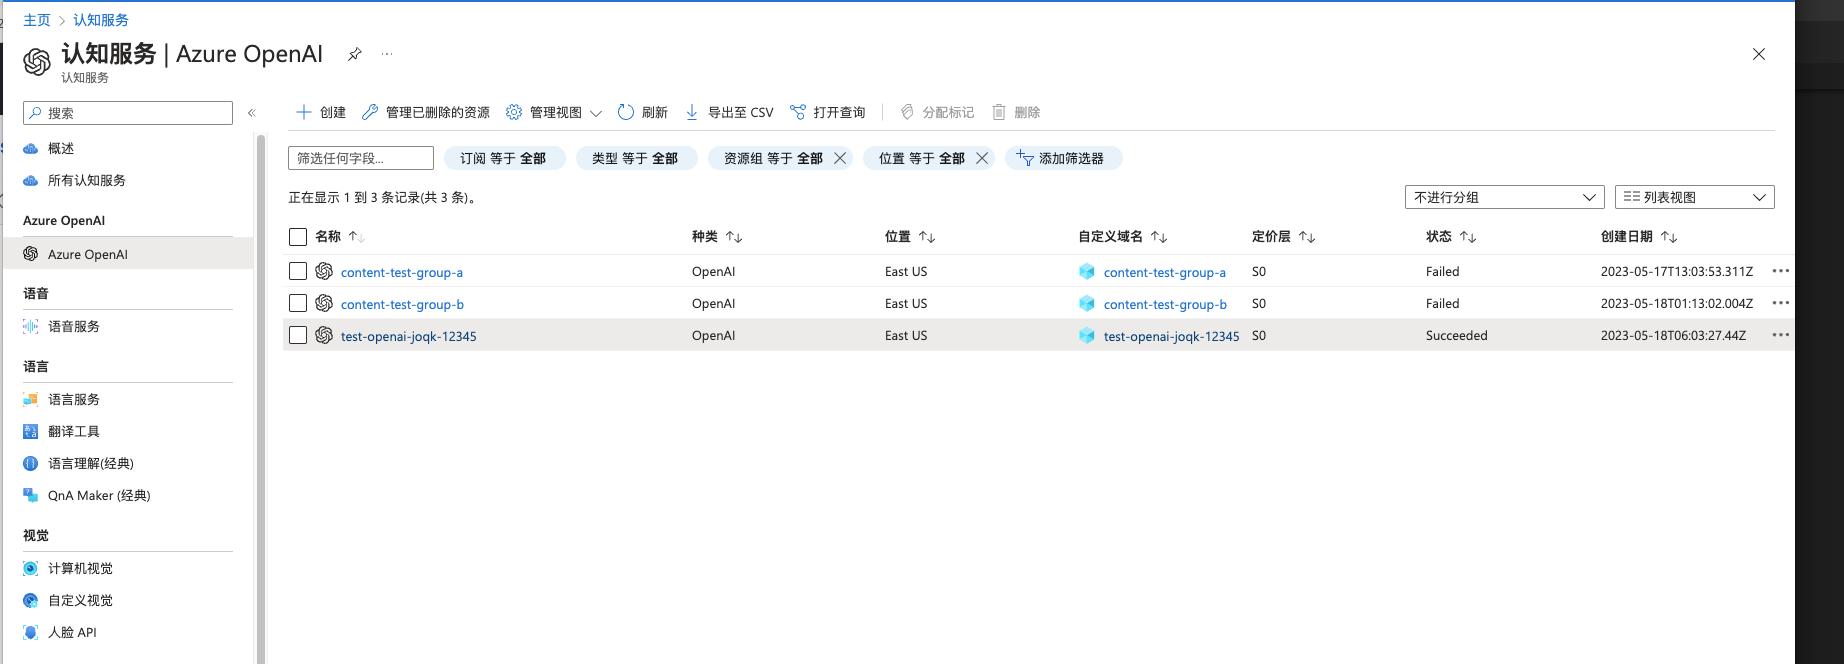 主页 > 认知服务
认知服务 | Azure OpenAI ...
认知服务
搜索 «
创建 管理已删除的资源 管理视图 刷新 导出至 CSV 打开查询 分配标记 删除
概述
所有认知服务
Azure OpenAI
Azure OpenAI
语音
语音服务
语言
语言服务
翻译工具
语言理解(经典)
QnA Maker (经典)
视觉
计算机视觉
自定义视觉
人脸 API
筛选任何字段... 订阅 等于 全部 类型 等于 全部 资源组 等于 全部 位置 等于 全部 添加筛选器
正在显示 1 到 3 条记录(共 3 条)。 不进行分组 列表视图
名称 种类 位置 自定义域名 定价层 状态 创建日期
content-test-group-a OpenAI East US content-test-group-a S0 Failed 2023-05-17T13:03:53.311Z ...
content-test-group-b OpenAI East US content-test-group-b S0 Failed 2023-05-18T01:13:02.004Z ...
test-openai-joqk-12345 OpenAI East US test-openai-joqk-12345 S0 Succeeded 2023-05-18T06:03:27.44Z ...